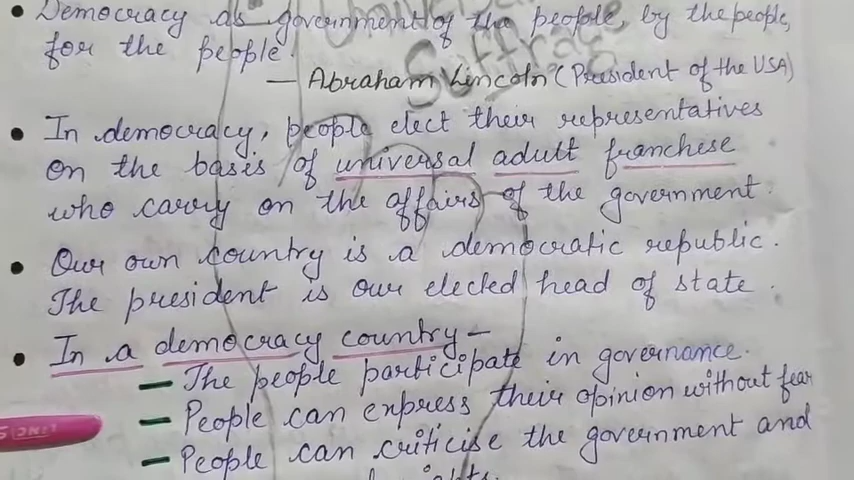 • Democracy as government of the people, by the people,
for the people.
— Abraham Lincoln (President of the USA)
• In democracy, people elect their representatives
on the basis of universal adult franchese
who carry on the affairs of the government.
• Our own country is a democratic republic.
The president is our elected head of state.
• In a democracy country —
— The people participate in governance.
— People can express their opinion without fear
— People can criticise the government and
Suffrage